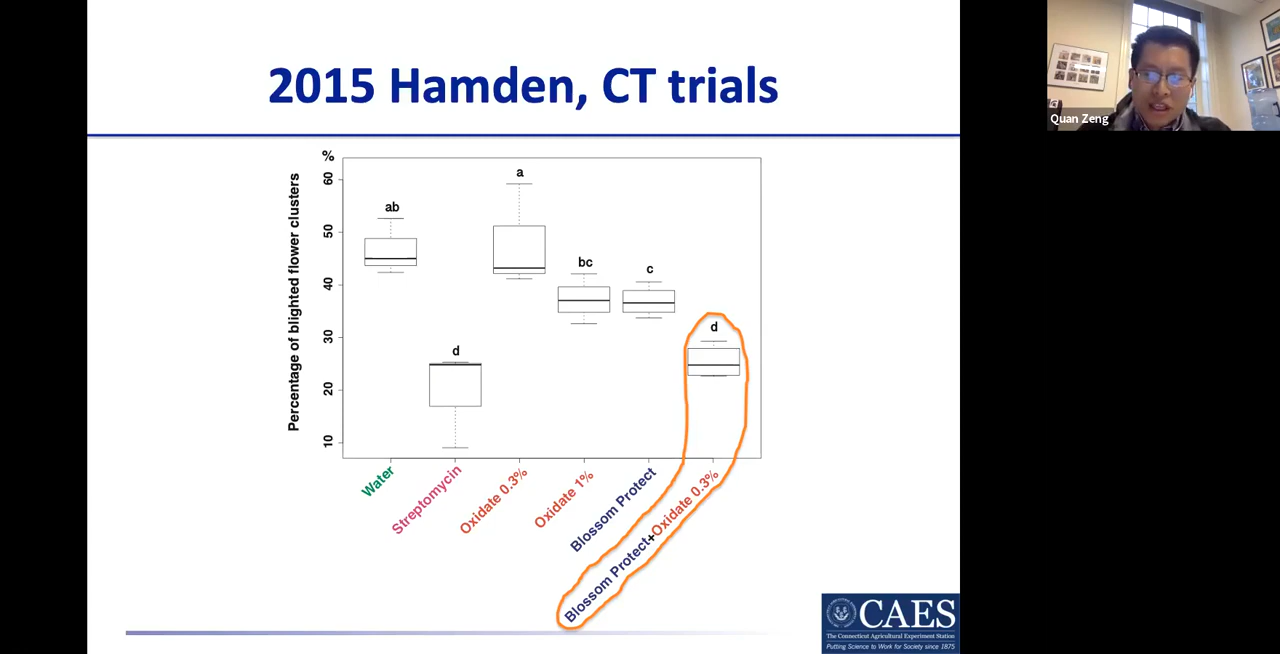 2015 Hamden, CT trials
Quan Zeng
%
Percentage of blighted flower clusters
60
50
40
30
20
10
ab
d
a
bc
c
d
Water
Streptomycin
Oxidate 0.3%
Oxidate 1%
Blossom Protect
Blossom Protect+Oxidate 0.3%
CAES
The Connecticut Agricultural Experiment Station
Putting Science to Work for Society since 1875